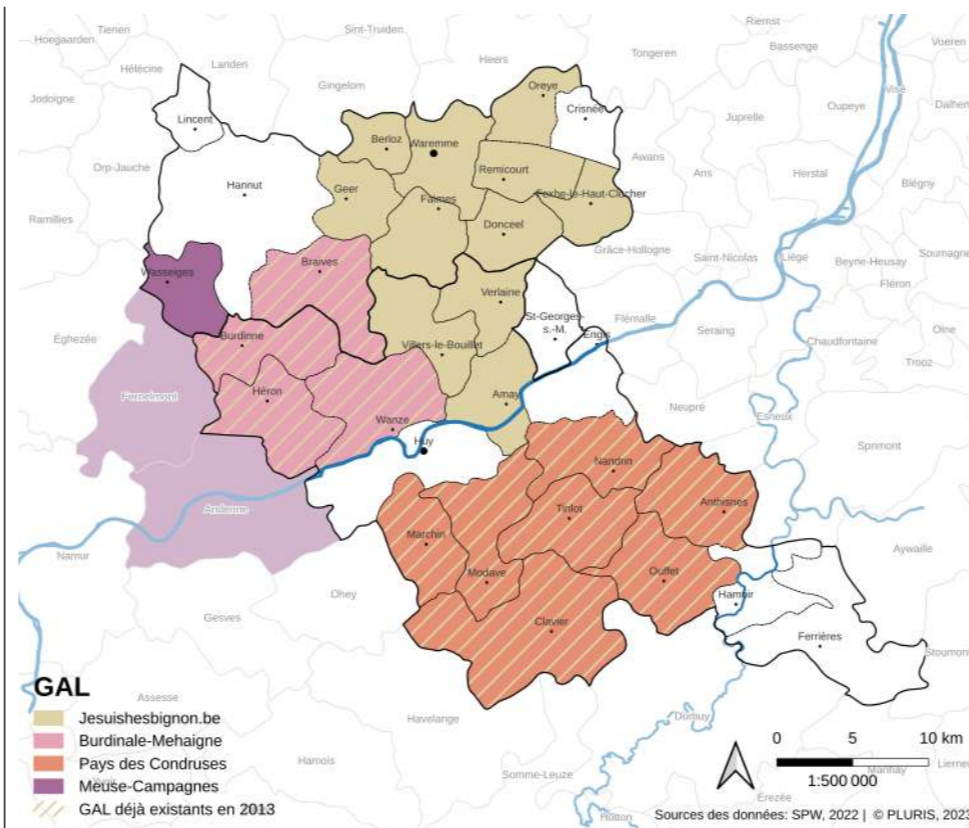 Riemst
Tienen
Sint-Truiden
Hoegaarden
Heers
Tongeren
Bassenge
Voeren
Hélécine
Landen
Gingelom
Oreye
Visé
Jodoigne
Crisnée
Oupeye
Dalhem
Lincent
Juprelle
Berloz
Waremme
Awans
Orp-Jauche
Remicourt
Ans
Herstal
Hannut
Geer
Faimes
Fexhe-le-Haut-Clocher
Blégny
Ramillies
Donceel
Grâce-Hollogne
Saint-Nicolas
Liège
Soumagne
Braives
Beyne-Heusay
Wasseiges
Verlaine
Fléron
St-Georges-
s.-M.
Flémalle
Seraing
Éghezée
Burdinne
Villers-le-Bouillet
Engis
Chaudfontaine
Olne
Trooz
Fernelmont
Héron
Amay
Neupré
Esneux
Wanze
Huy
Nandrin
Sprimont
Andenne
Tinlot
Anthisnes
Marchin
Namur
Aywaille
Modave
Ouffet
Ohey
Hamoir
Gesves
Clavier
Ferrières
Stoumont
GAL
Assesse
Jesuishesbignon.be
Havelange
Durbuy
Burdinale-Mehaigne
0 5 10 km
Pays des Condruses
Hamois
Yvoir
Somme-Leuze
Manhay
Lierneux
Meuse-Campagnes
1:500 000
GAL déjà existants en 2013
Érezée
Hotton
Sources des données: SPW, 2022 | © PLURIS, 2023